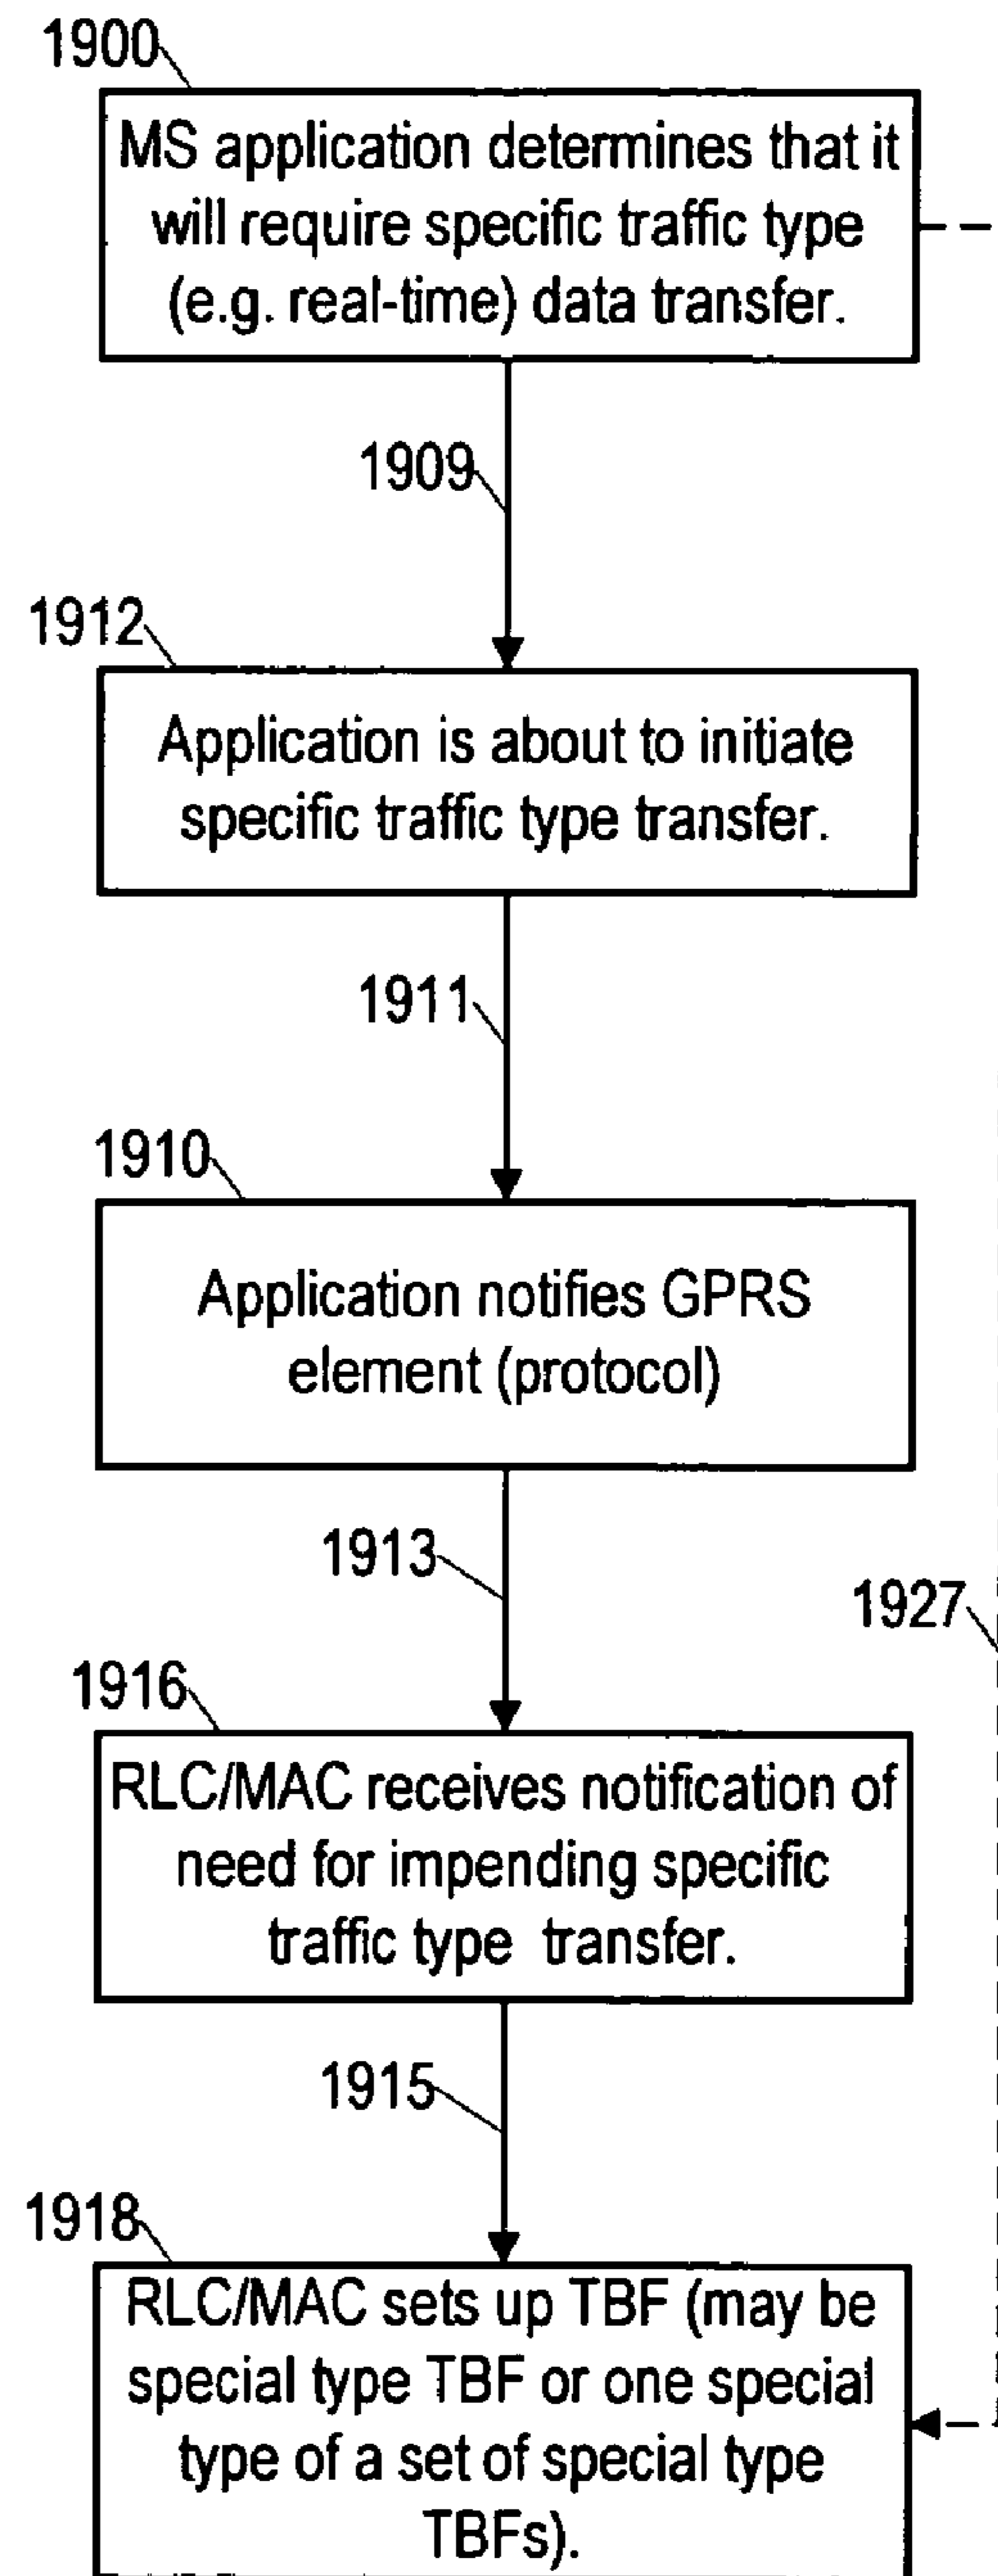 1900
MS application determines that it
will require specific traffic type
(e.g. real-time) data transfer.
1909
1912
Application is about to initiate
specific traffic type transfer.
1911
1910
Application notifies GPRS
element (protocol)
1913
1927
1916
RLC/MAC receives notification of
need for impending specific
traffic type transfer.
1915
1918
RLC/MAC sets up TBF (may be
special type TBF or one special
type of a set of special type
TBFs).